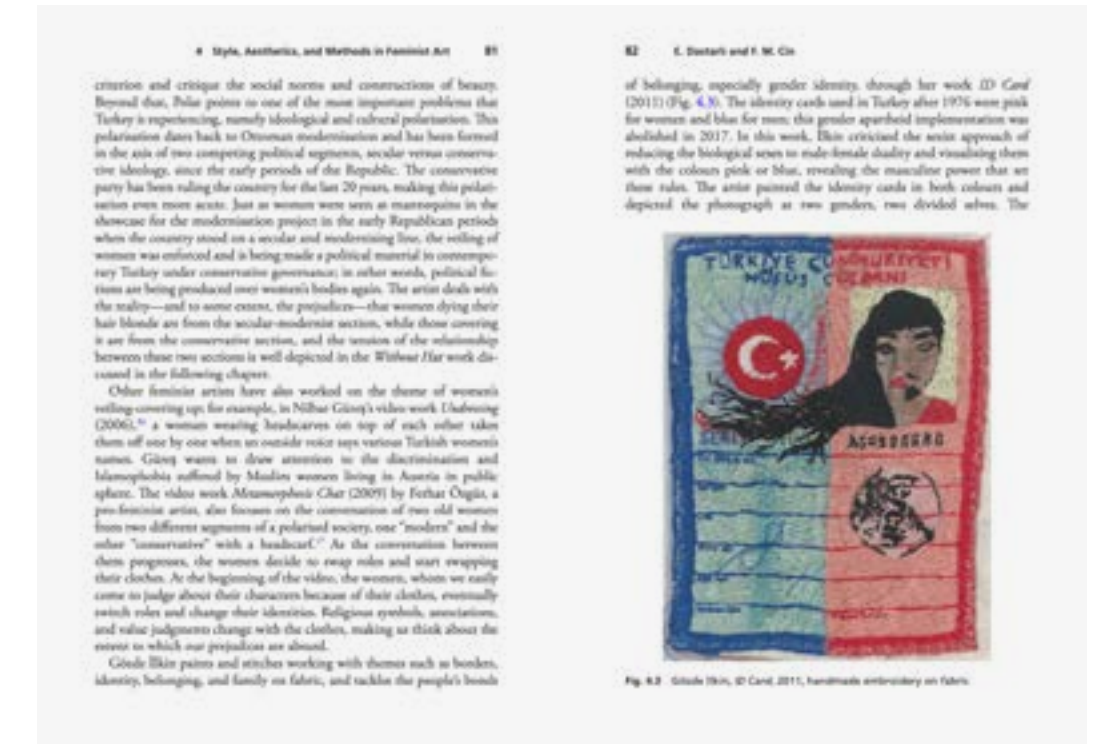 4 Style, Aesthetics, and Methods in Feminist Art 81
criterion and critique the social norms and constructions of beauty.
Beyond that, Polar points to one of the most important problems that
Turkey is experiencing, namely ideological and cultural polarisation. This
polarisation dates back to Ottoman modernisation and has been formed
in the axis of two competing political segments, secular versus conserva-
tive ideology, since the early periods of the Republic. The conservative
party has been ruling the country for the last 20 years, making this polari-
sation even more acute. Just as women were seen as mannequins in the
showcase for the modernisation project in the early Republican periods
when the country stood on a secular and modernising line, the veiling of
women was enforced and is being made a political material in contempo-
rary Turkey under conservative governance; in other words, political fic-
tions are being produced over women's bodies again. The artist deals with
the reality—and to some extent, the prejudices—that women dying their
hair blonde are from the secular-modernist section, while those covering
it are from the conservative section, and the tension of the relationship
between these two sections is well depicted in the Without Hat work dis-
cussed in the following chapter.
Other feminist artists have also worked on the theme of women's
veiling-covering up; for example, in Nilbar Güreş's video work Undressing
(2006), a woman wearing headscarves on top of each other takes
them off one by one when an outside voice says various Turkish women's
names. Güreş wants to draw attention to the discrimination and
Islamophobia suffered by Muslim women living in Austria in public
sphere. The video work Metamorphosis Chat (2009) by Ferhat Özgür, a
pro-feminist artist, also focuses on the conversation of two old women
from two different segments of a polarised society, one "modern" and the
other "conservative" with a headscarf. As the conversation between
them progresses, the women decide to swap roles and start swapping
their clothes. At the beginning of the video, the women, whom we easily
come to judge about their characters because of their clothes, eventually
switch roles and change their identities. Religious symbols, associations,
and value judgments change with the clothes, making us think about the
extent to which our prejudices are absurd.
Gözde İlkin paints and stitches working with themes such as borders,
identity, belonging, and family on fabric, and tackles the people's bonds
82 E. Dastarlı and F. M. Cin
of belonging, especially gender identity, through her work ID Card
(2011) (Fig. 4.3). The identity cards used in Turkey after 1976 were pink
for women and blue for men; this gender apartheid implementation was
abolished in 2017. In this work, İlkin criticised the sexist approach of
reducing the biological sexes to male-female duality and visualising them
with the colours pink or blue, revealing the masculine power that set
these rules. The artist painted the identity cards in both colours and
depicted the photograph as two genders, two divided selves. The
TÜRKİYE CUMHURİYETİ
NÜFUS CÜZDANI
Fig. 4.3 Gözde İlkin, ID Card, 2011, handmade embroidery on fabric